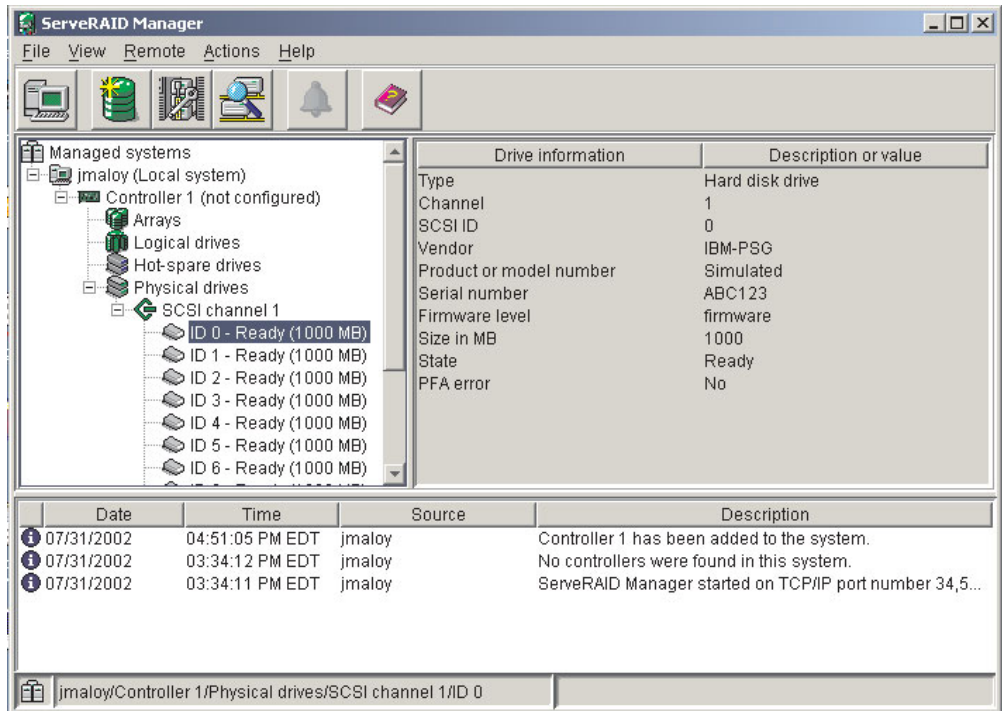 ServeRAID Manager
File View Remote Actions Help
Managed systems
jmaloy (Local system)
Controller 1 (not configured)
Arrays
Logical drives
Hot-spare drives
Physical drives
SCSI channel 1
ID 0 - Ready (1000 MB)
ID 1 - Ready (1000 MB)
ID 2 - Ready (1000 MB)
ID 3 - Ready (1000 MB)
ID 4 - Ready (1000 MB)
ID 5 - Ready (1000 MB)
ID 6 - Ready (1000 MB)
Drive information Description or value
Type Hard disk drive
Channel 1
SCSI ID 0
Vendor IBM-PSG
Product or model number Simulated
Serial number ABC123
Firmware level firmware
Size in MB 1000
State Ready
PFA error No
Date Time Source Description
07/31/2002 04:51:05 PM EDT jmaloy Controller 1 has been added to the system.
07/31/2002 03:34:12 PM EDT jmaloy No controllers were found in this system.
07/31/2002 03:34:11 PM EDT jmaloy ServeRAID Manager started on TCP/IP port number 34,5...
jmaloy/Controller 1/Physical drives/SCSI channel 1/ID 0